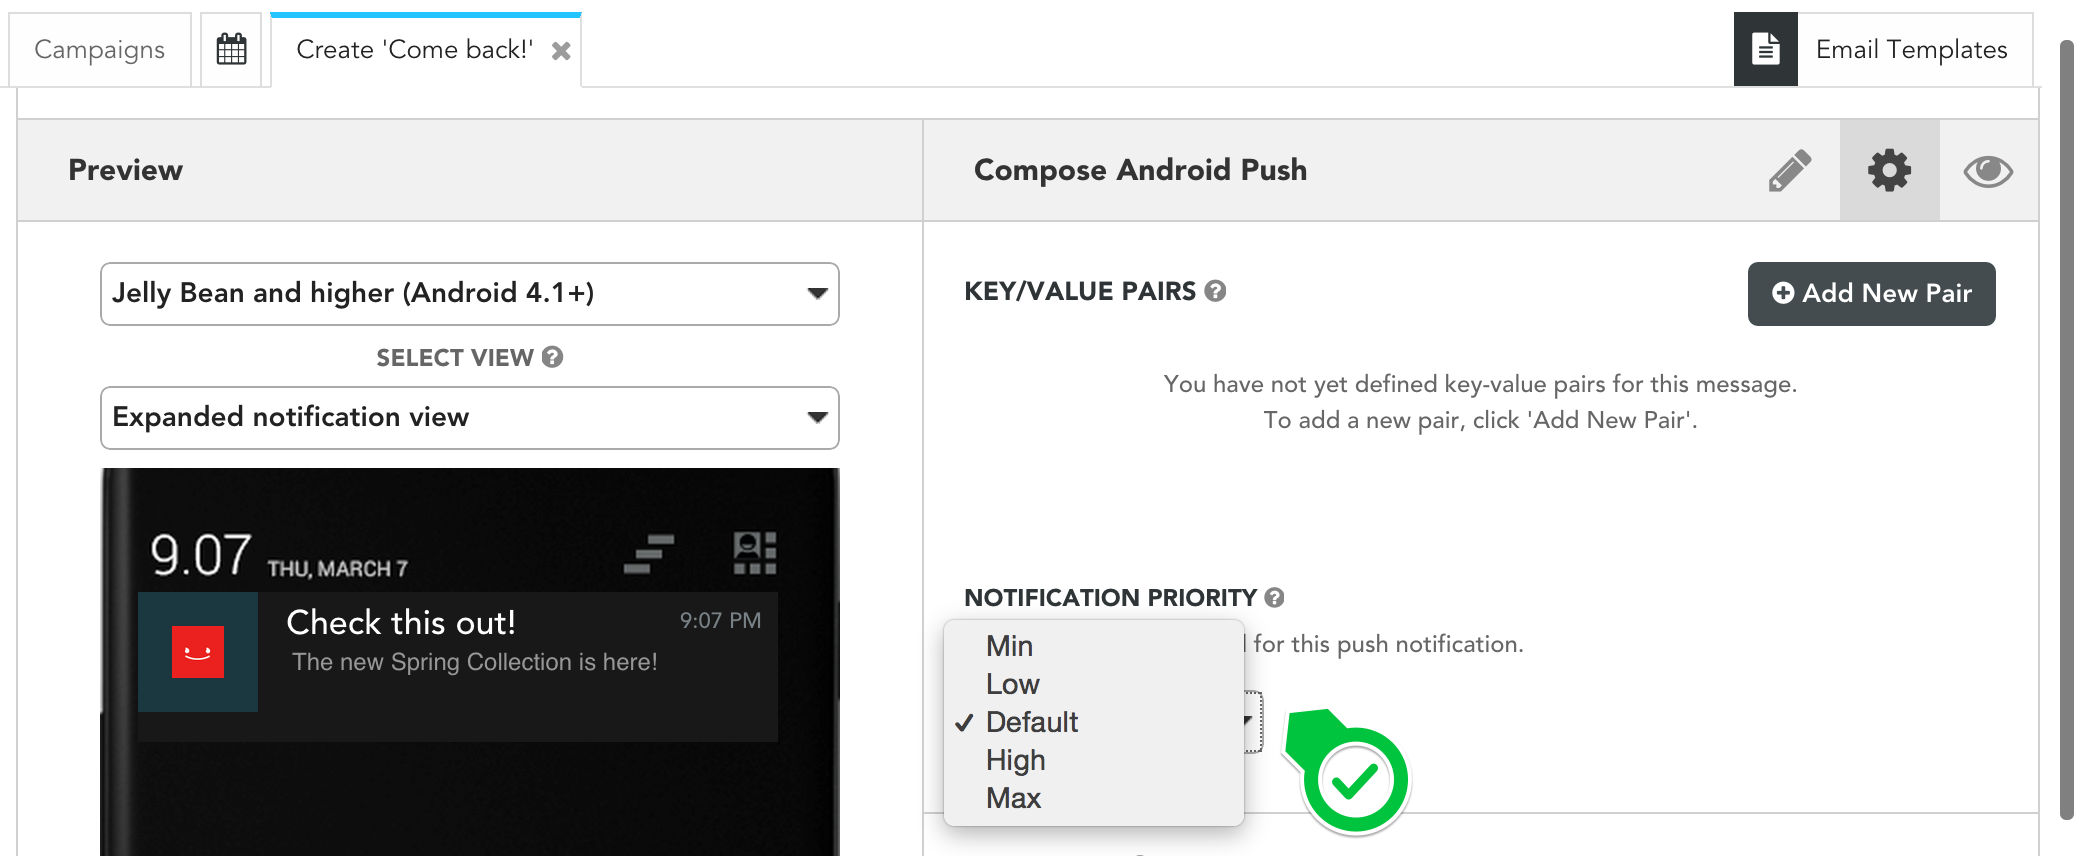 Campaigns
Create 'Come back!'
Email Templates
Preview
Compose Android Push
Jelly Bean and higher (Android 4.1+)
SELECT VIEW
Expanded notification view
9.07 THU, MARCH 7
Check this out!
9:07 PM
The new Spring Collection is here!
KEY/VALUE PAIRS
Add New Pair
You have not yet defined key-value pairs for this message.
To add a new pair, click 'Add New Pair'.
NOTIFICATION PRIORITY
for this push notification.
Min
Low
Default
High
Max